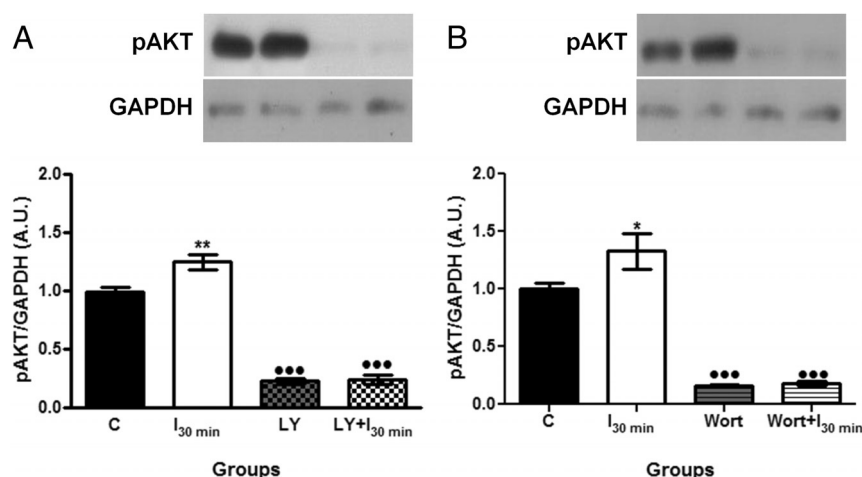 A
pAKT
GAPDH
2.0
1.5
1.0
0.5
0.0
pAKT/GAPDH (A.U.)
**
●●●
●●●
C I30 min LY LY+I30 min
Groups
B
pAKT
GAPDH
2.0
1.5
1.0
0.5
0.0
pAKT/GAPDH (A.U.)
*
●●●
●●●
C I30 min Wort Wort+I30 min
Groups